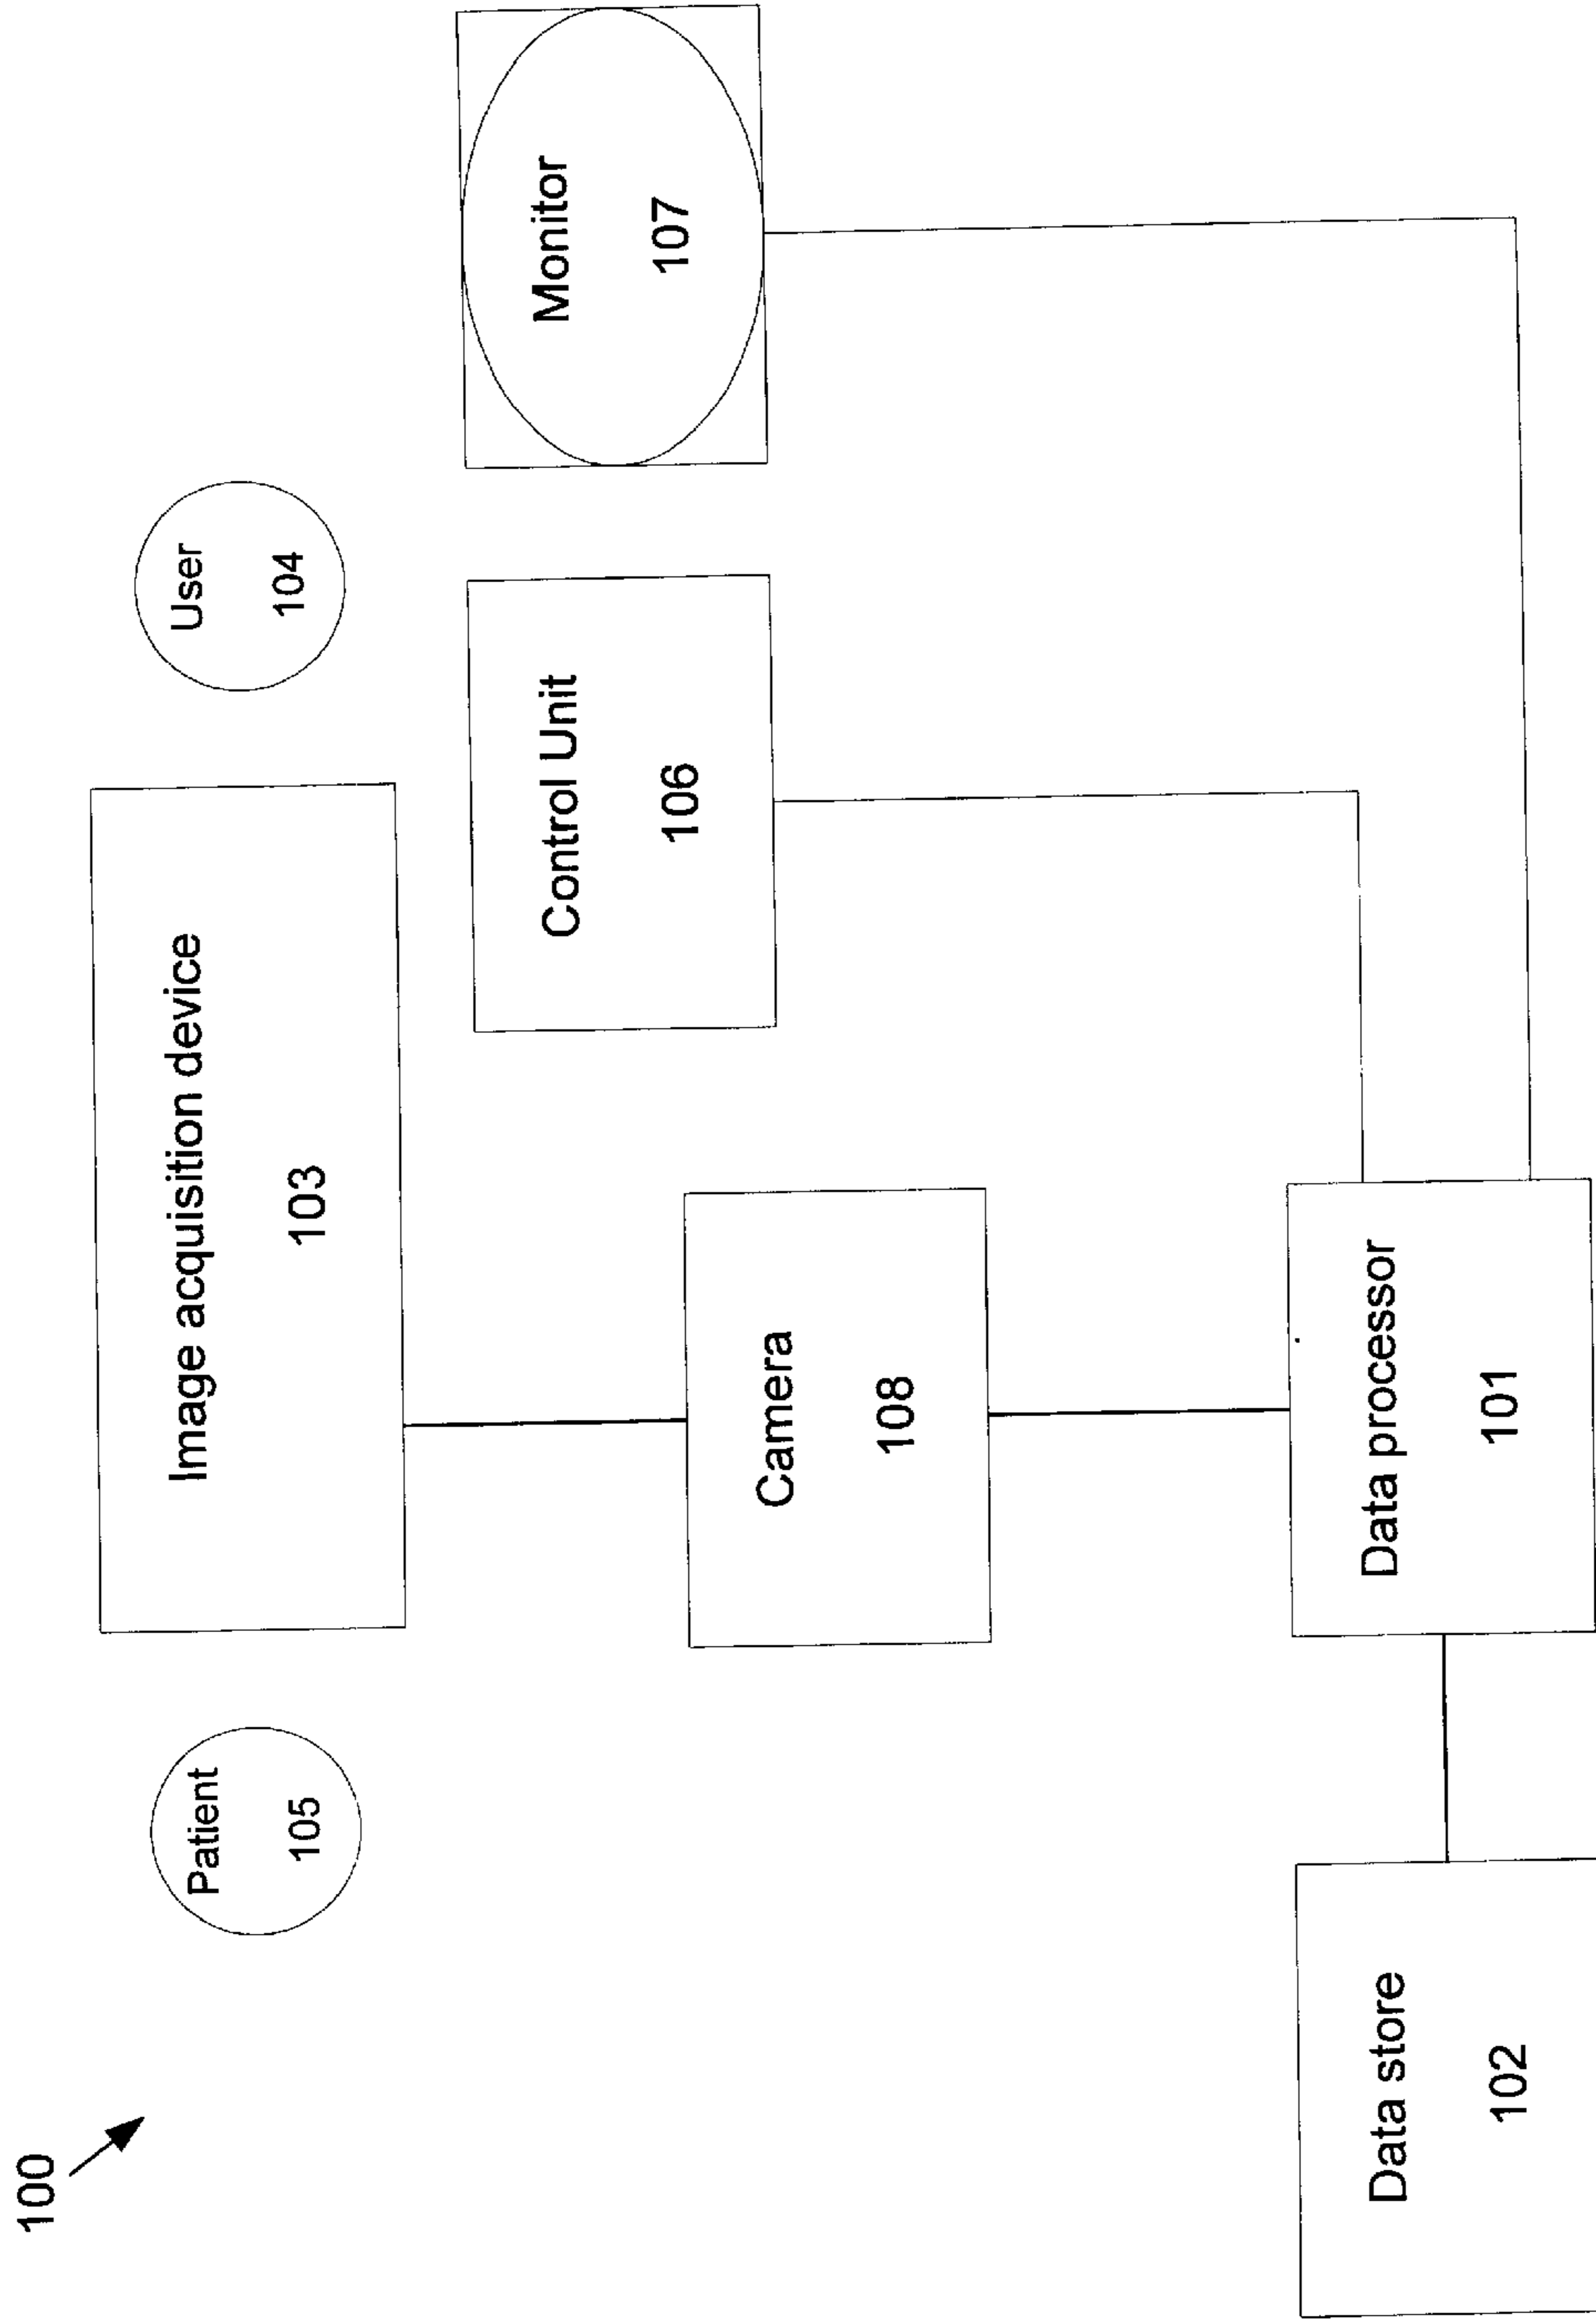 100
Patient
105
Image acquisition device
103
User
104
Control Unit
106
Monitor
107
Camera
108
Data store
102
Data processor
101